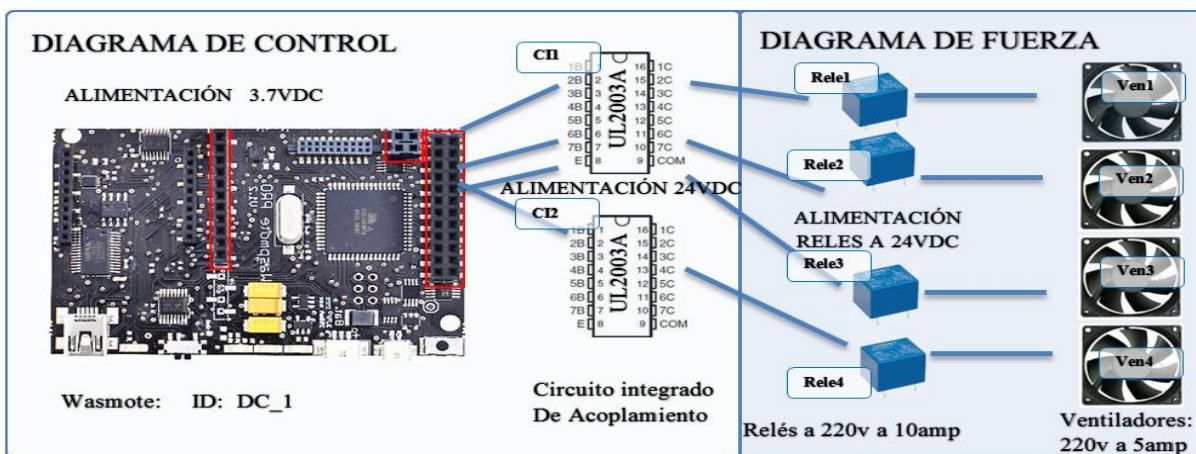 DIAGRAMA DE CONTROL
ALIMENTACIÓN 3.7VDC
CI1
1B 1 16 1C
2B 2 15 2C
3B 3 14 3C
4B 4 13 4C
5B 5 12 5C
6B 6 11 6C
7B 7 10 7C
E 8 9 COM
UL2003A
ALIMENTACIÓN 24VDC
CI2
1B 1 16 1C
2B 2 15 2C
3B 3 14 3C
4B 4 13 4C
5B 5 12 5C
6B 6 11 6C
7B 7 10 7C
E 8 9 COM
UL2003A
Wasmote: ID: DC_1
Circuito integrado
De Acoplamiento
DIAGRAMA DE FUERZA
Rele1
Ven1
Rele2
Ven2
ALIMENTACIÓN
RELES A 24VDC
Rele3
Ven3
Rele4
Ven4
Relés a 220v a 10amp
Ventiladores:
220v a 5amp